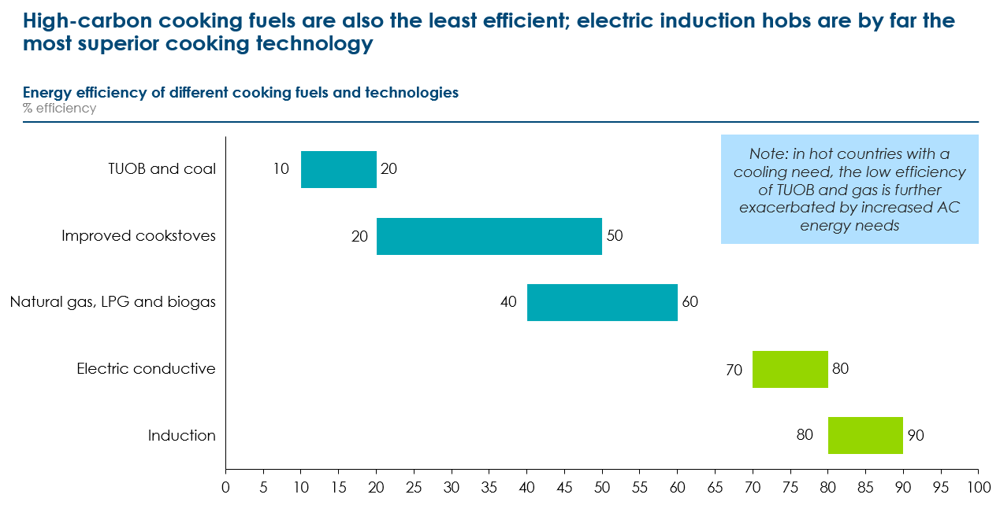 High-carbon cooking fuels are also the least efficient; electric induction hobs are by far the
most superior cooking technology
Energy efficiency of different cooking fuels and technologies
% efficiency
Note: in hot countries with a
cooling need, the low efficiency
of TUOB and gas is further
exacerbated by increased AC
energy needs
TUOB and coal 10 20
Improved cookstoves 20 50
Natural gas, LPG and biogas 40 60
Electric conductive 70 80
Induction 80 90
0 5 10 15 20 25 30 35 40 45 50 55 60 65 70 75 80 85 90 95 100